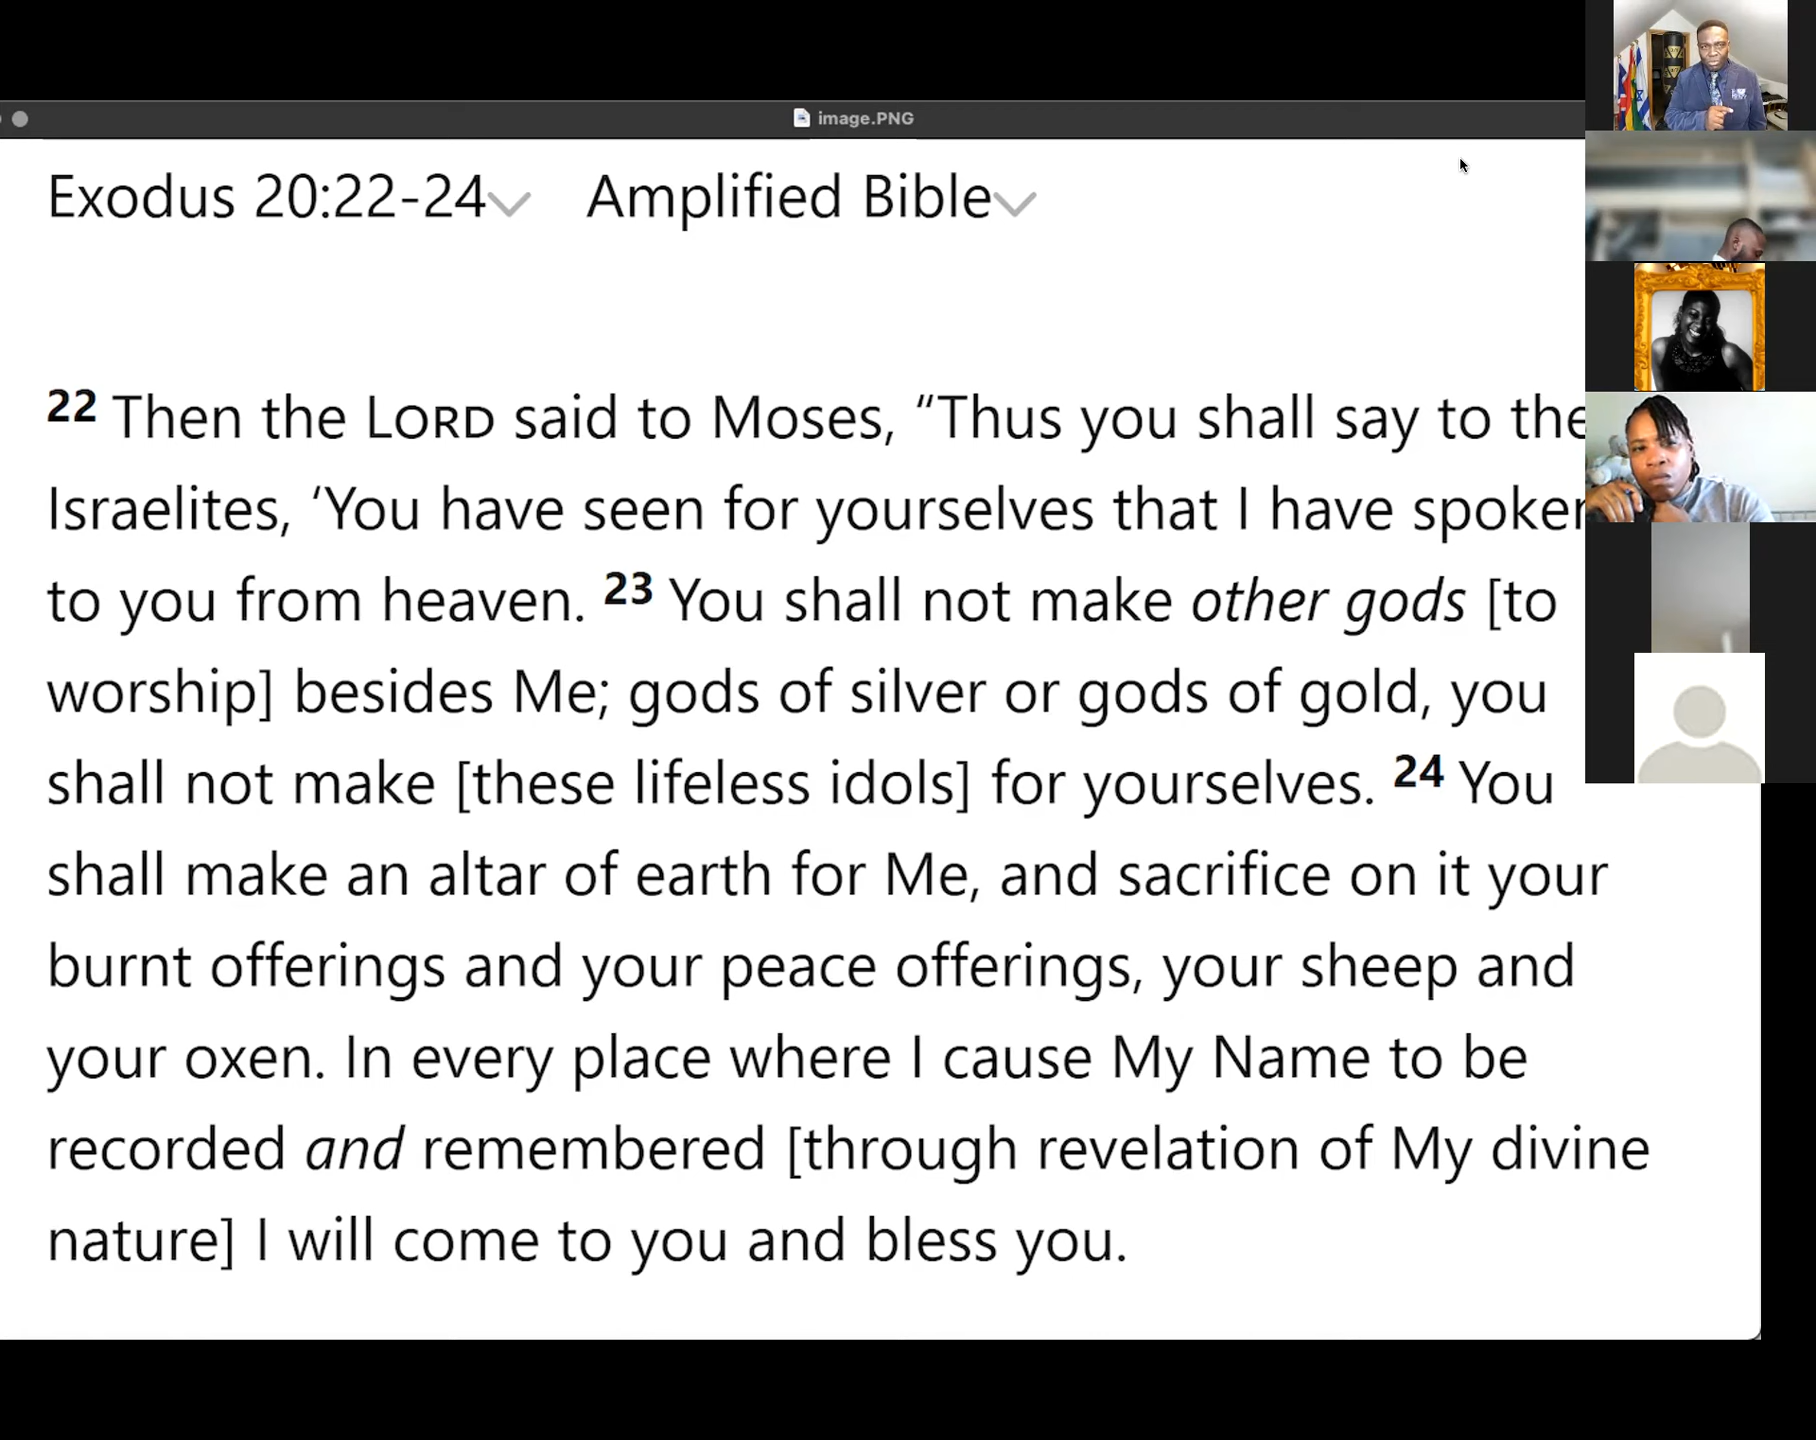 image.PNG
Exodus 20:22-24 Amplified Bible
22 Then the LORD said to Moses, “Thus you shall say to the
Israelites, ‘You have seen for yourselves that I have spoken
to you from heaven. 23 You shall not make other gods [to
worship] besides Me; gods of silver or gods of gold, you
shall not make [these lifeless idols] for yourselves. 24 You
shall make an altar of earth for Me, and sacrifice on it your
burnt offerings and your peace offerings, your sheep and
your oxen. In every place where I cause My Name to be
recorded and remembered [through revelation of My divine
nature] I will come to you and bless you.